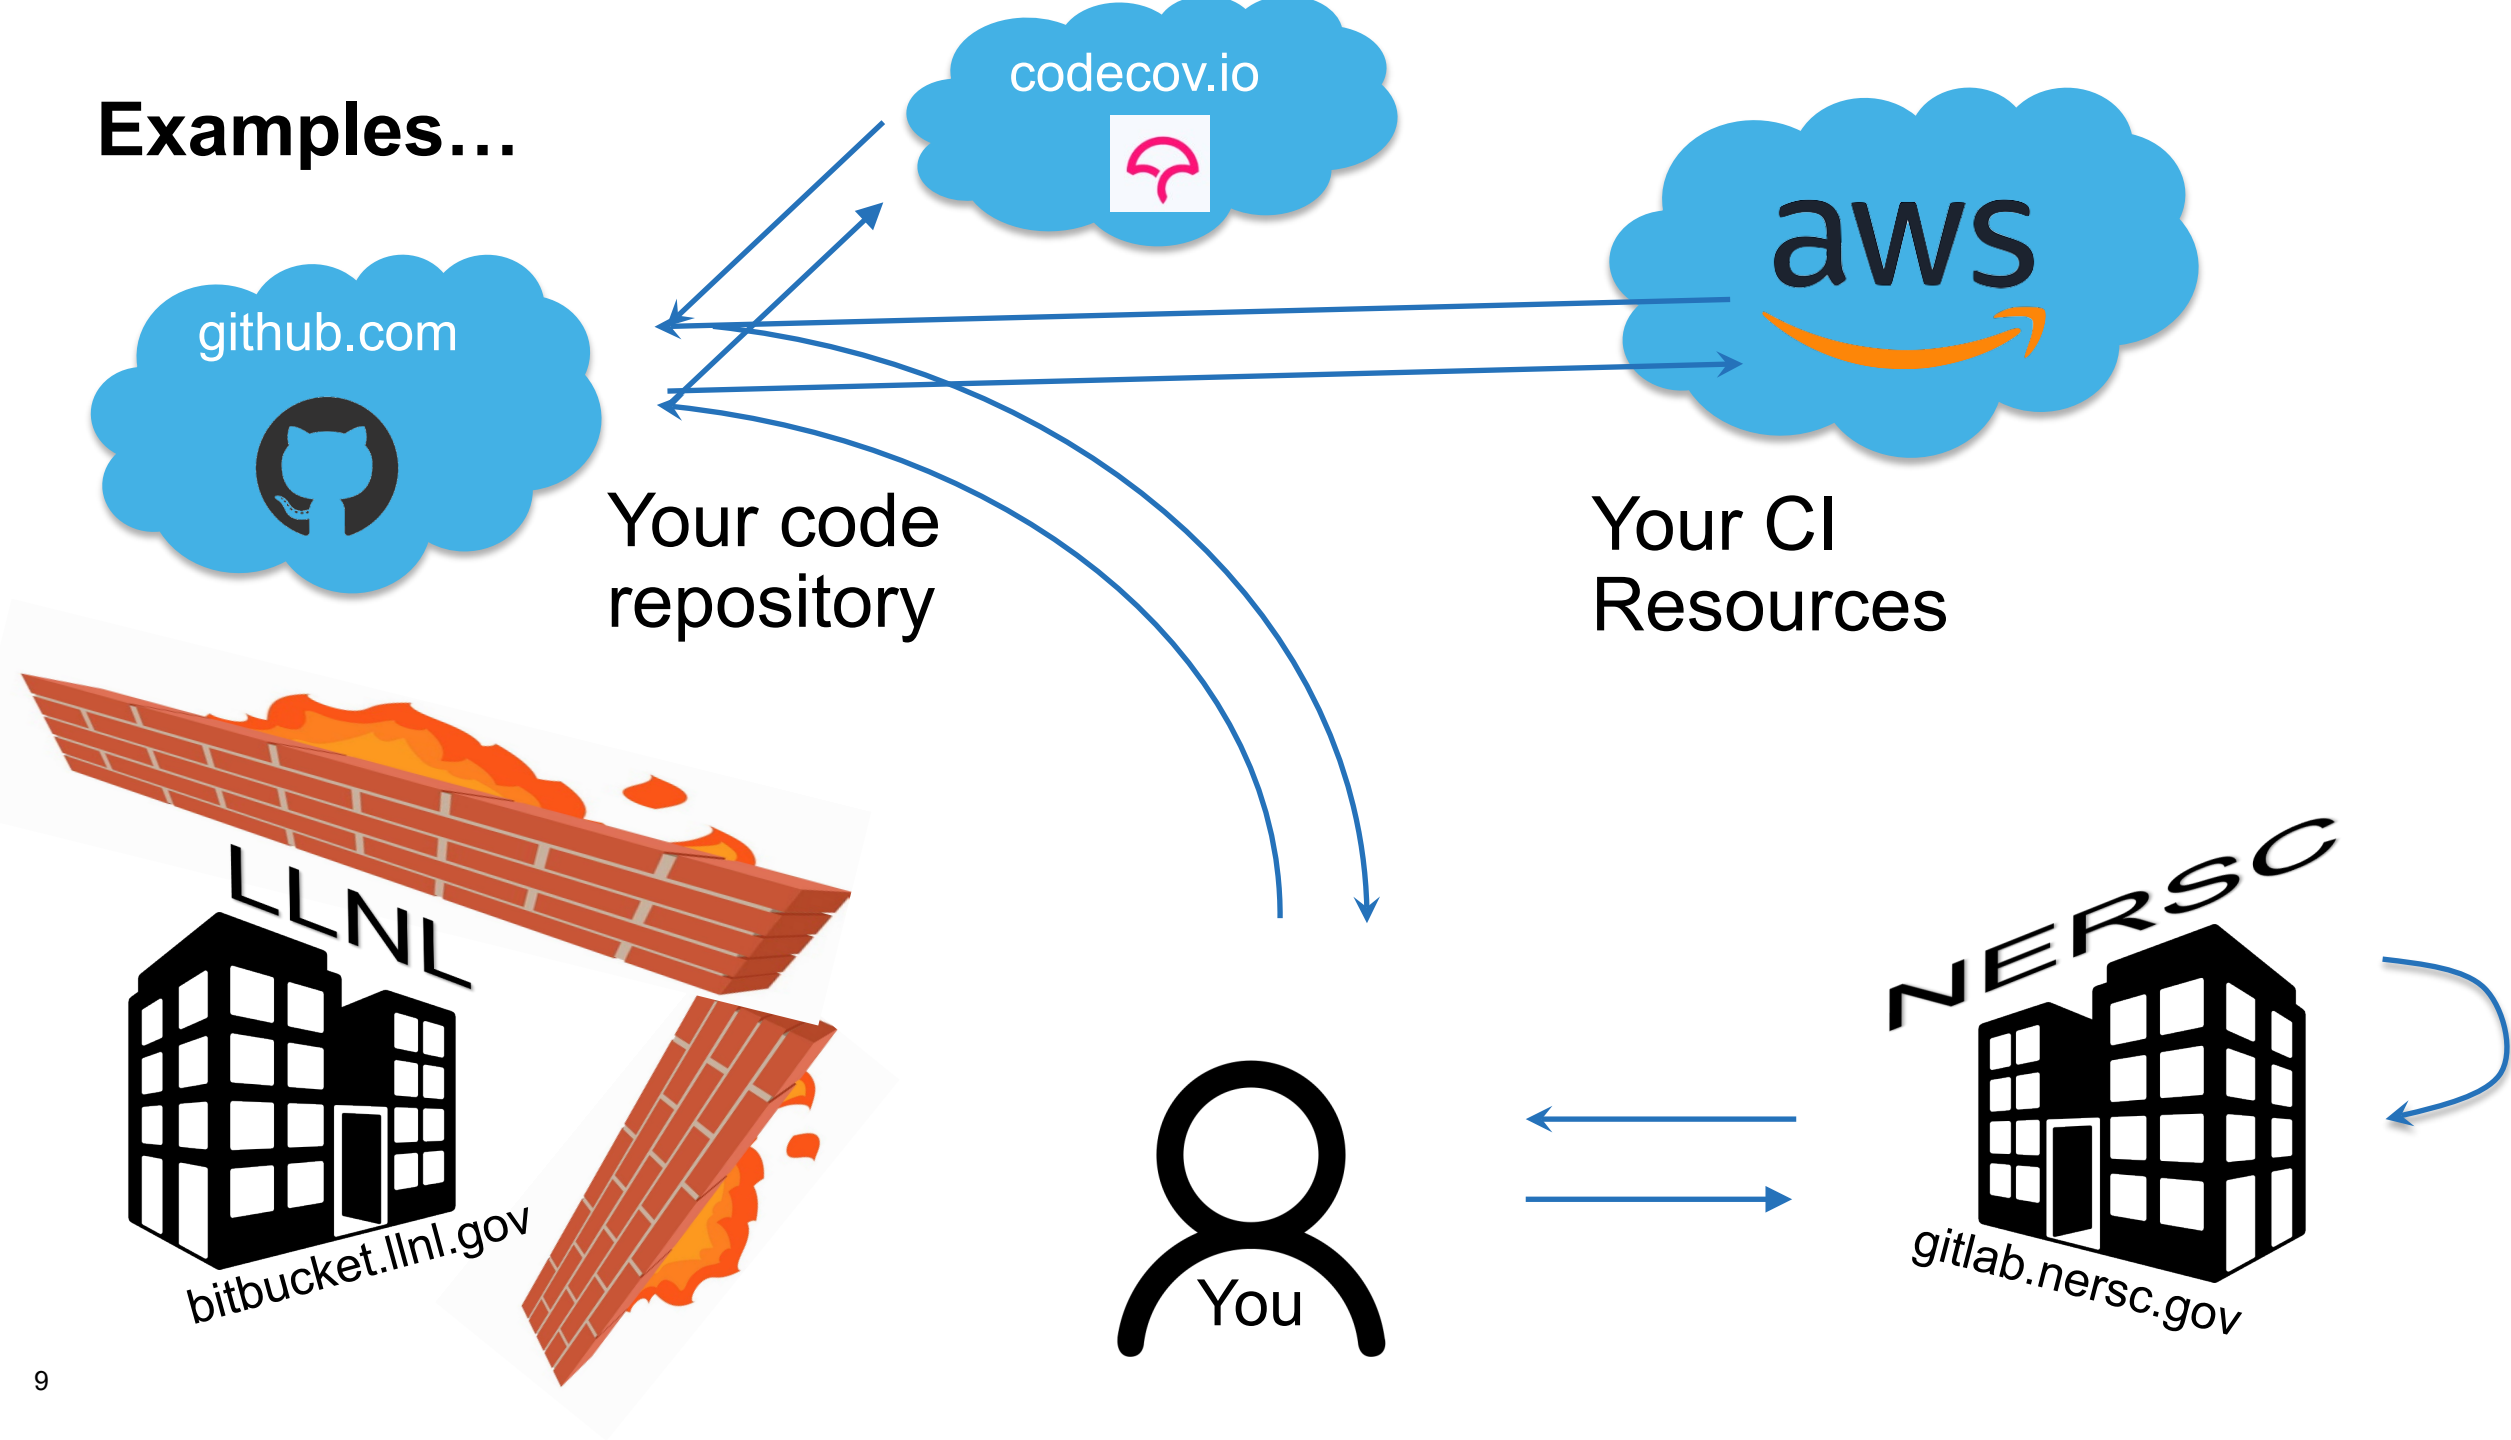 codecov.io
Examples...
aws
github.com
Your code
repository
Your CI
Resources
LLNL
NERSC
bitbucket.llnl.gov
You
gitlab.nersc.gov
9